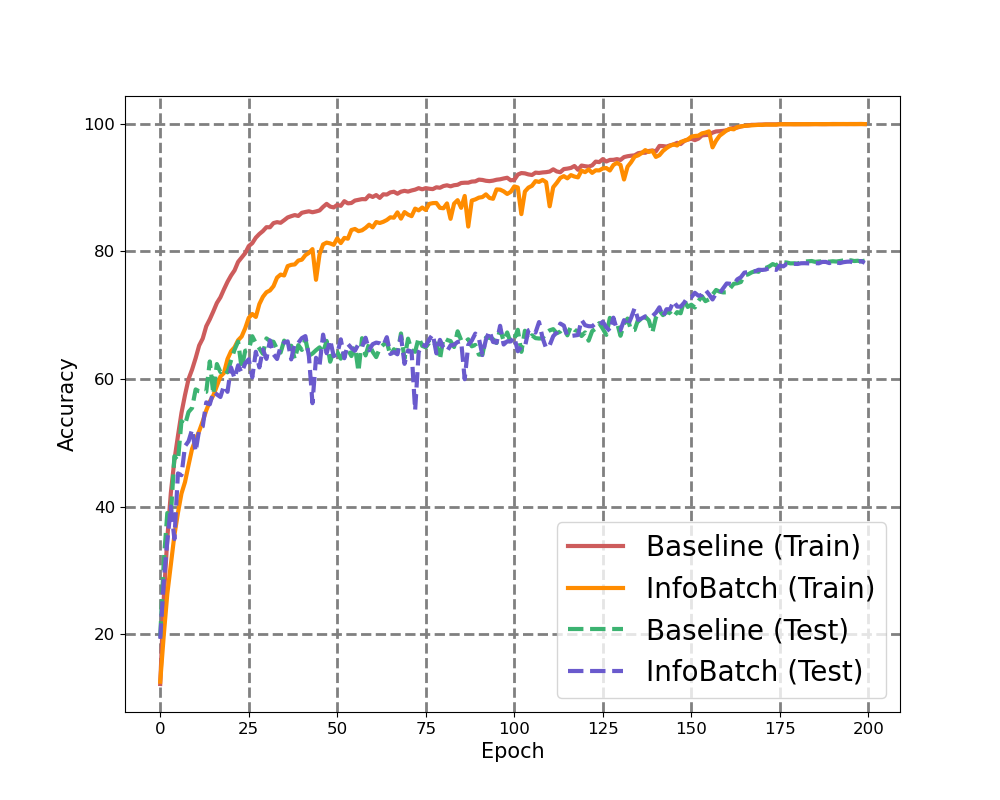 100
80
60
40
20
Accuracy
Baseline (Train)
InfoBatch (Train)
Baseline (Test)
InfoBatch (Test)
0 25 50 75 100 125 150 175 200
Epoch